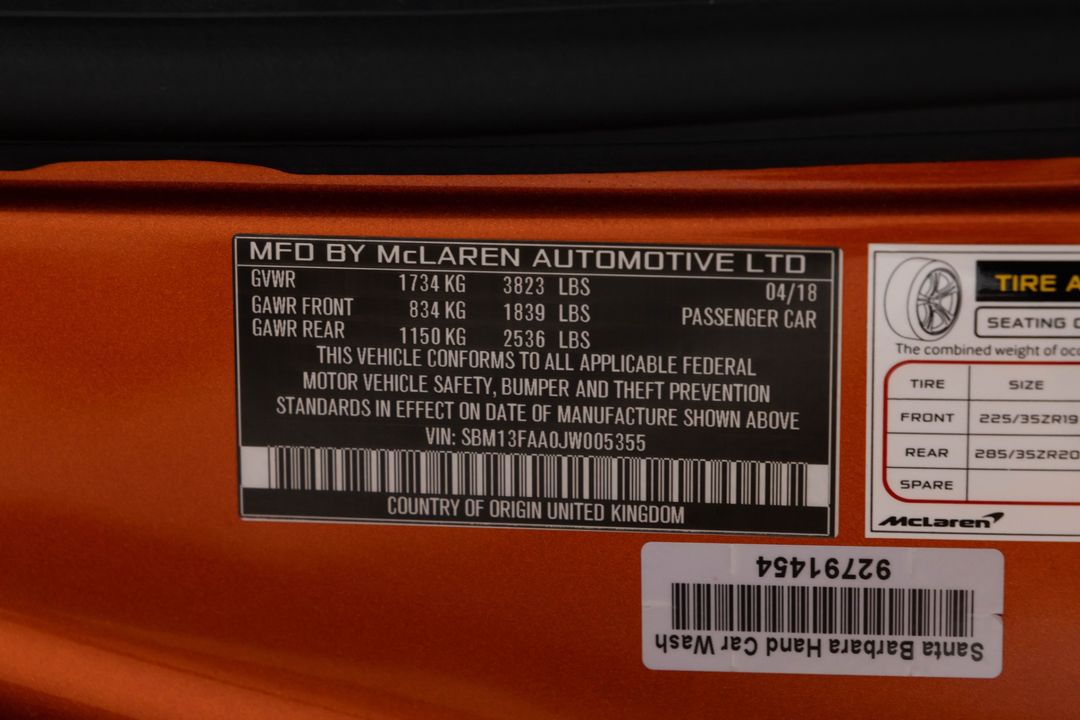 MFD BY McLAREN AUTOMOTIVE LTD
GVWR 1734 KG 3823 LBS 04/18
GAWR FRONT 834 KG 1839 LBS PASSENGER CAR
GAWR REAR 1150 KG 2536 LBS
THIS VEHICLE CONFORMS TO ALL APPLICABLE FEDERAL
MOTOR VEHICLE SAFETY, BUMPER AND THEFT PREVENTION
STANDARDS IN EFFECT ON DATE OF MANUFACTURE SHOWN ABOVE
VIN: SBM13FAA0JW005355
COUNTRY OF ORIGIN UNITED KINGDOM
TIRE A
SEATING
The combined weight of
TIRE SIZE
FRONT 225/35ZR19
REAR 285/35ZR20
SPARE
McLaren
Santa Barbara Hand Car Wash
92791454